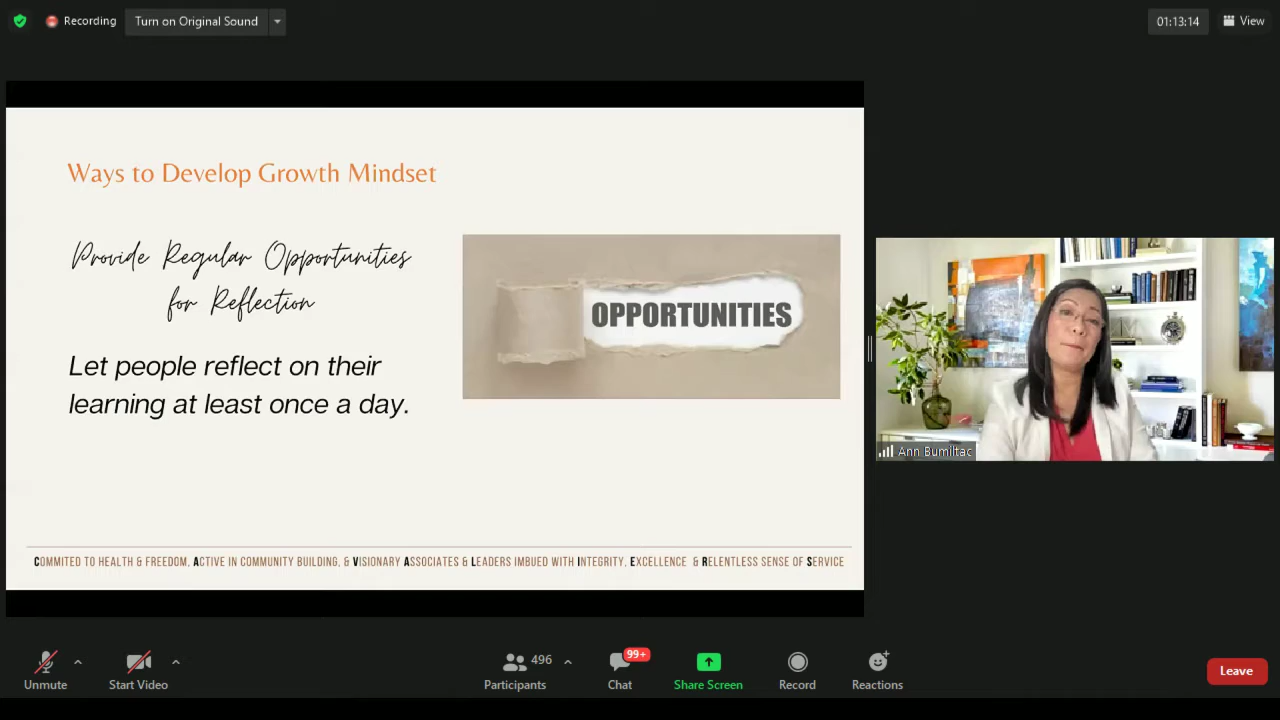 Recording
Turn on Original Sound
01:13:14
View
Ways to Develop Growth Mindset
Provide Regular Opportunities
for Reflection
Let people reflect on their
learning at least once a day.
OPPORTUNITIES
Ann Bumiltac
COMMITED TO HEALTH & FREEDOM, ACTIVE IN COMMUNITY BUILDING, & VISIONARY ASSOCIATES & LEADERS IMBUED WITH INTEGRITY, EXCELLENCE & RELENTLESS SENSE OF SERVICE
Unmute
Start Video
496
Participants
99+
Chat
Share Screen
Record
Reactions
Leave